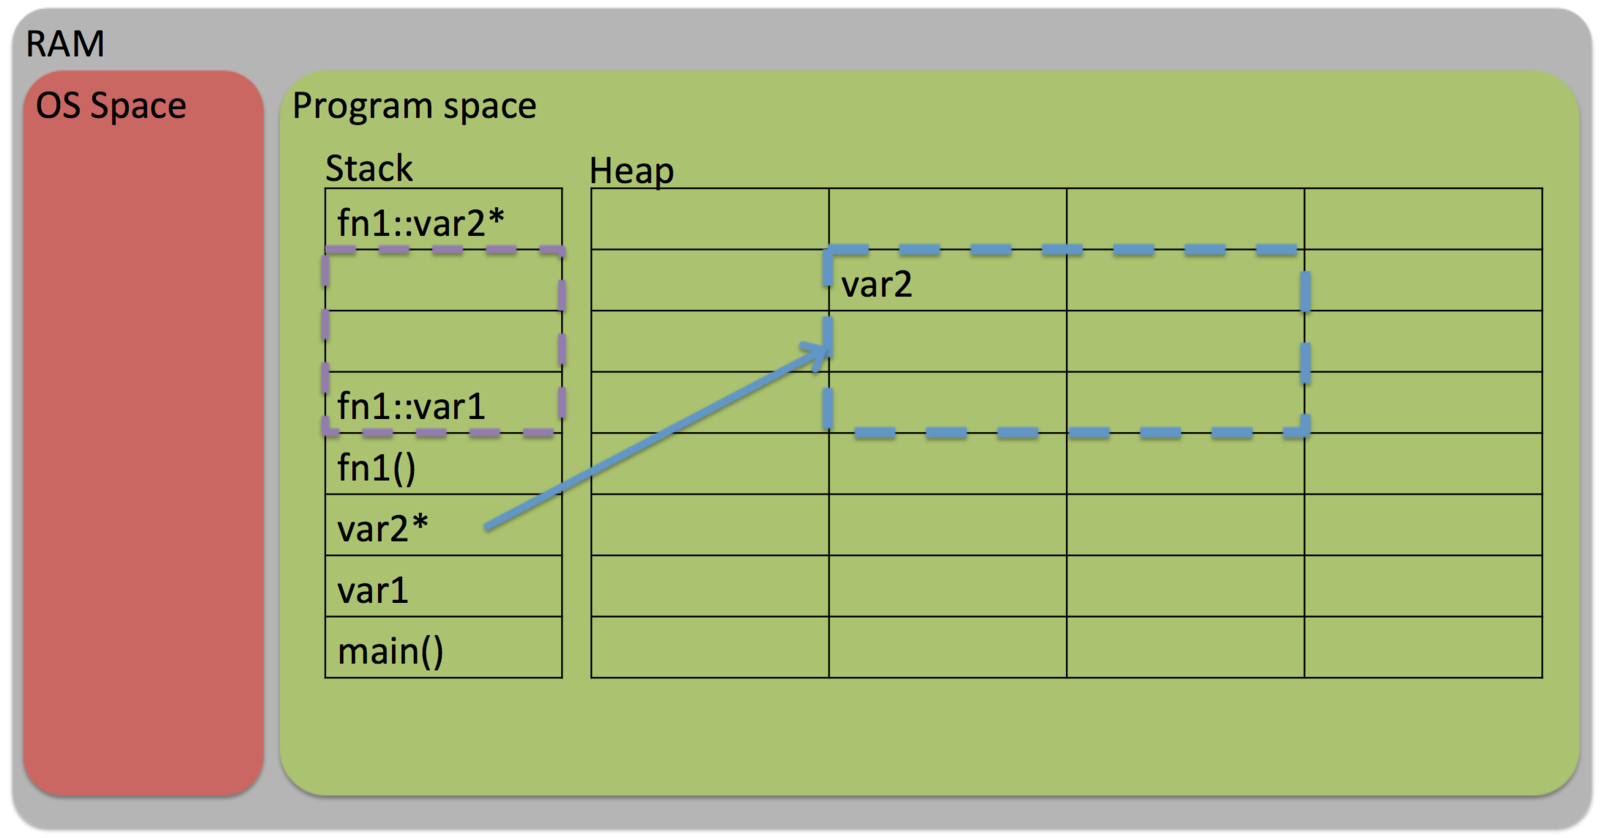 RAM
OS Space
Program space
Stack
Heap
fn1::var2*
var2
fn1::var1
fn1()
var2*
var1
main()